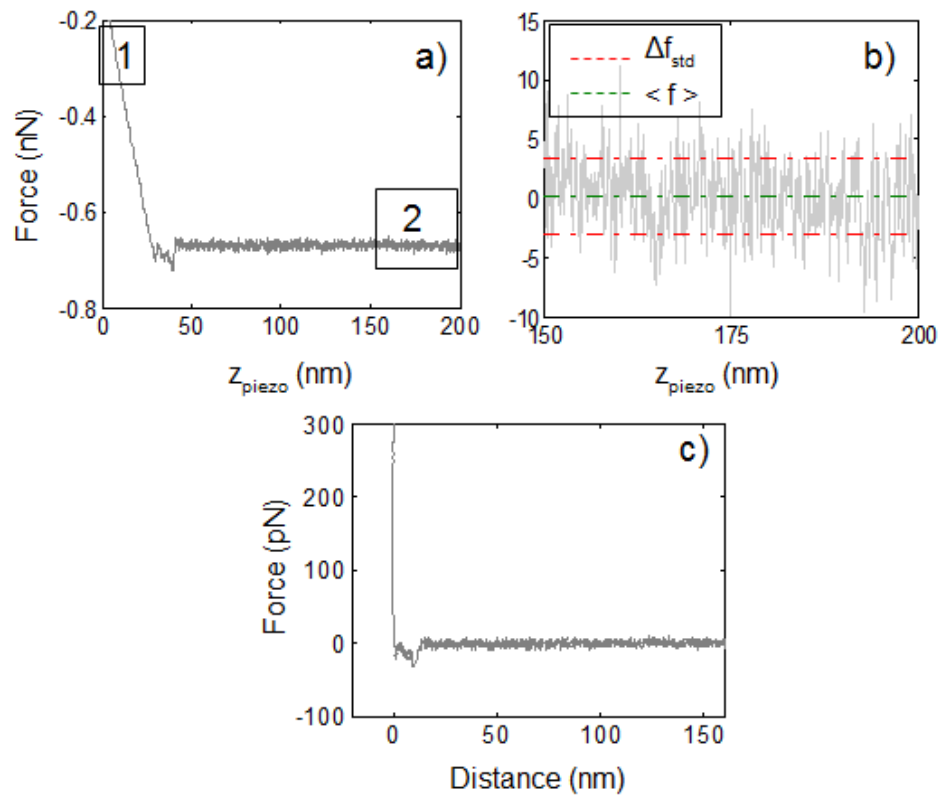 a)
1
2
Force (nN)
-0.2
-0.4
-0.6
-0.8
0
50
100
150
200
z_piezo (nm)
b)
Δf_std
< f >
15
10
5
0
-5
-10
150
175
200
z_piezo (nm)
c)
Force (pN)
300
200
100
0
-100
0
50
100
150
Distance (nm)